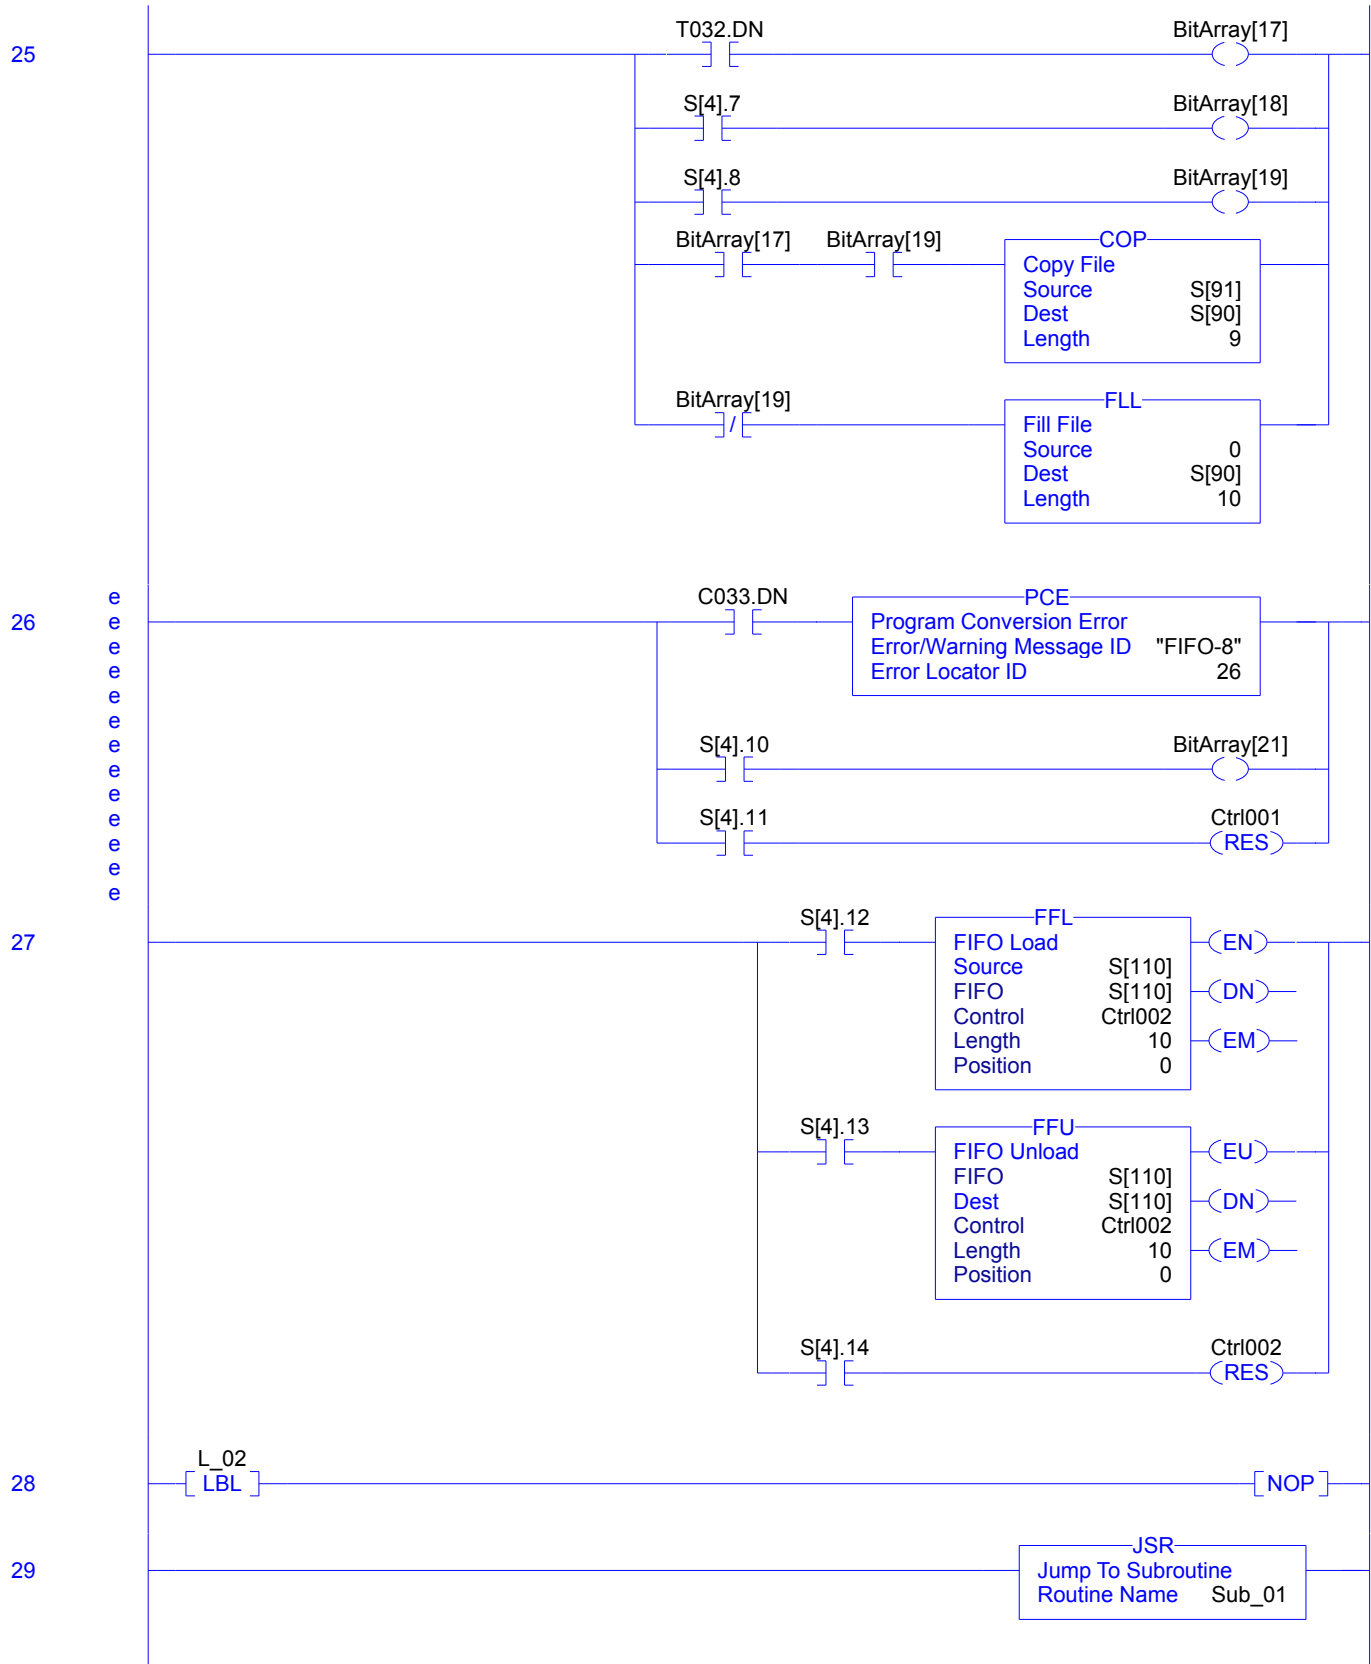 T032.DN BitArray[17]
25
S[4].7 BitArray[18]
S[4].8 BitArray[19]
BitArray[17] BitArray[19] COP
Copy File
Source S[91]
Dest S[90]
Length 9
BitArray[19] FLL
/ Fill File
Source 0
Dest S[90]
Length 10
e C033.DN PCE
26 e Program Conversion Error
e Error/Warning Message ID "FIFO-8"
e Error Locator ID 26
e
e
e S[4].10 BitArray[21]
e
e
e S[4].11 Ctrl001
e RES
e
e
S[4].12 FFL
27 FIFO Load EN
Source S[110]
FIFO S[110] DN
Control Ctrl002
Length 10 EM
Position 0
S[4].13 FFU
FIFO Unload EU
FIFO S[110]
Dest S[110] DN
Control Ctrl002
Length 10 EM
Position 0
S[4].14 Ctrl002
RES
L_02
28 LBL NOP
JSR
29 Jump To Subroutine
Routine Name Sub_01